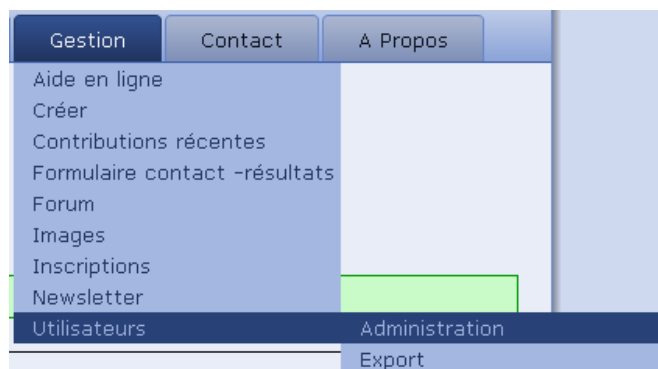 Gestion Contact A Propos
Aide en ligne
Créer
Contributions récentes
Formulaire contact -résultats
Forum
Images
Inscriptions
Newsletter
Utilisateurs Administration
Export